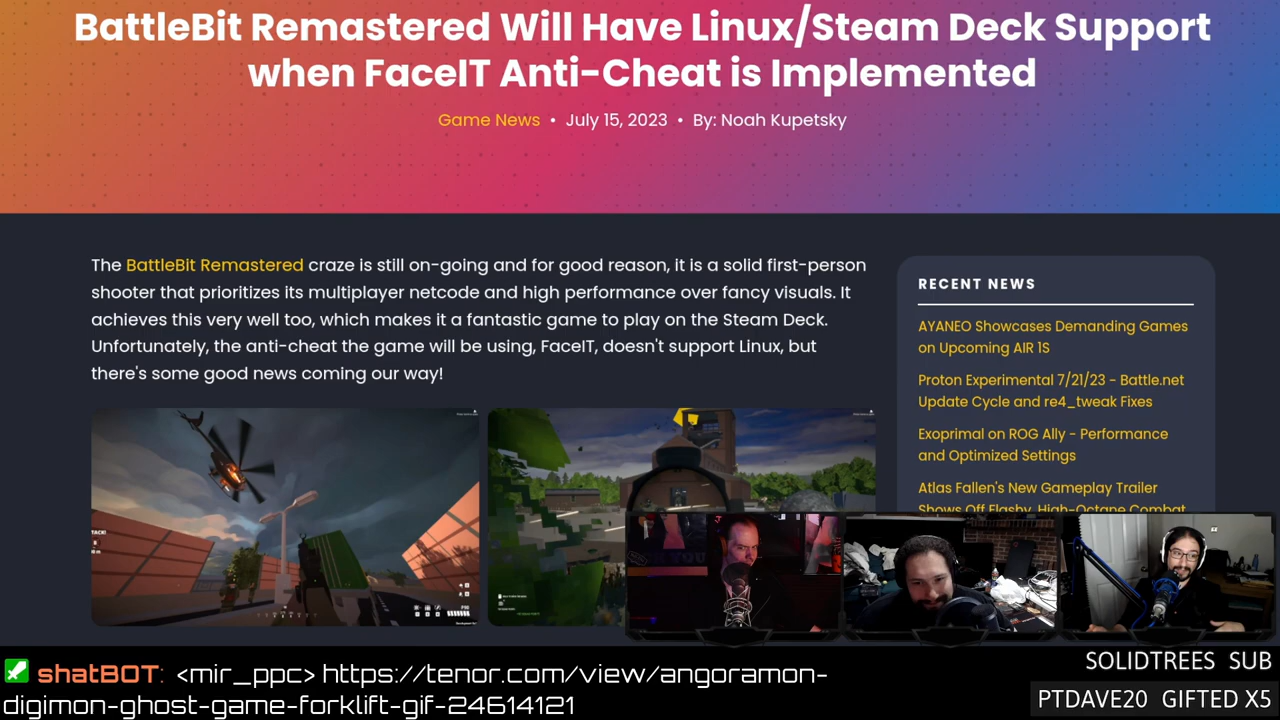 BattleBit Remastered Will Have Linux/Steam Deck Support
when FaceIT Anti-Cheat is Implemented
Game News • July 15, 2023 • By: Noah Kupetsky
The BattleBit Remastered craze is still on-going and for good reason, it is a solid first-person
shooter that prioritizes its multiplayer netcode and high performance over fancy visuals. It
achieves this very well too, which makes it a fantastic game to play on the Steam Deck.
Unfortunately, the anti-cheat the game will be using, FaceIT, doesn't support Linux, but
there's some good news coming our way!
RECENT NEWS
AYANEO Showcases Demanding Games
on Upcoming AIR 1S
Proton Experimental 7/21/23 - Battle.net
Update Cycle and re4_tweak Fixes
Exoprimal on ROG Ally - Performance
and Optimized Settings
Atlas Fallen's New Gameplay Trailer
Shows Off Flashy, High-Octane Combat
shatBOT: <mir_ppc> https://tenor.com/view/angoramon-
digimon-ghost-game-forklift-gif-24614121
SOLIDTREES SUB
PTDAVE20 GIFTED X5